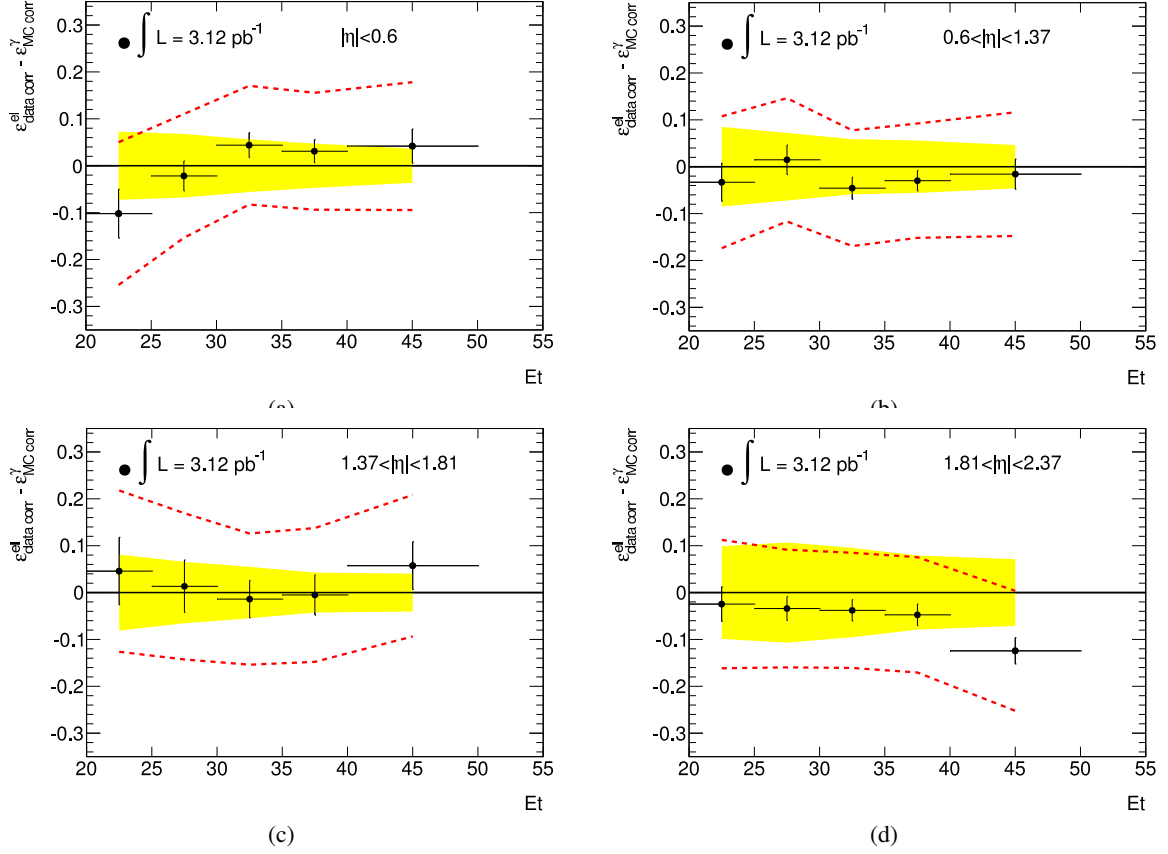 ε^el_data corr - ε^γ_MC corr
∫ L = 3.12 pb⁻¹ |η|<0.6
0.3
0.2
0.1
0
-0.1
-0.2
-0.3
20 25 30 35 40 45 50 55
Et
(a)
ε^el_data corr - ε^γ_MC corr
∫ L = 3.12 pb⁻¹ 0.6<|η|<1.37
0.3
0.2
0.1
0
-0.1
-0.2
-0.3
20 25 30 35 40 45 50 55
Et
(b)
ε^el_data corr - ε^γ_MC corr
∫ L = 3.12 pb⁻¹ 1.37<|η|<1.81
0.3
0.2
0.1
0
-0.1
-0.2
-0.3
20 25 30 35 40 45 50 55
Et
(c)
ε^el_data corr - ε^γ_MC corr
∫ L = 3.12 pb⁻¹ 1.81<|η|<2.37
0.3
0.2
0.1
0
-0.1
-0.2
-0.3
20 25 30 35 40 45 50 55
Et
(d)